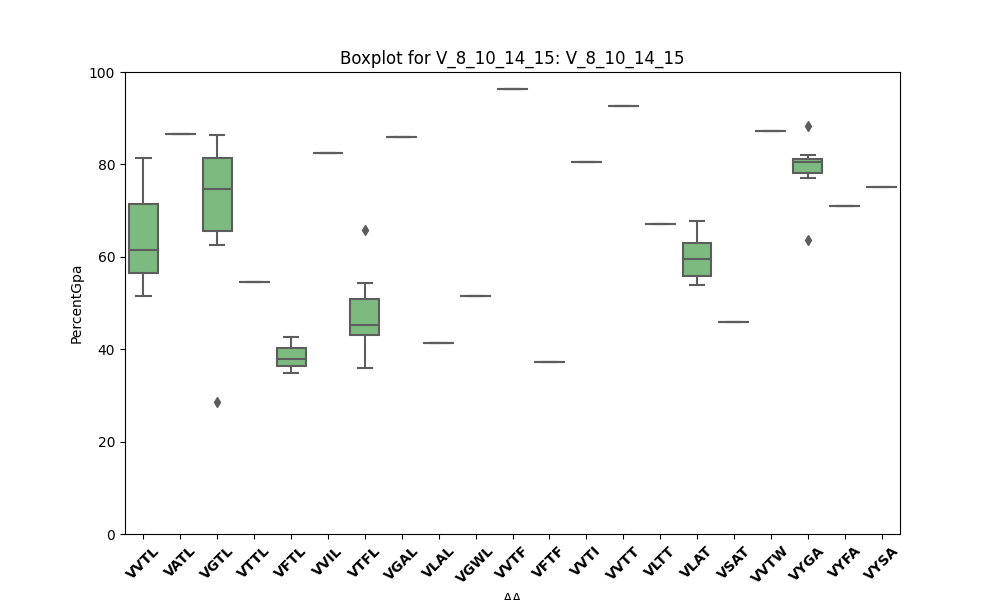 Boxplot for V_8_10_14_15: V_8_10_14_15
100
80
60
40
20
0
PercentGpa
VVTL VATL VGTL VTTL VFTL VVIL VTFL VGAL VLAL VGWL VVTF VFTF VVTI VVTT VLTT VLAT VSAT VVTW VYGA VYFA VYSA
AA